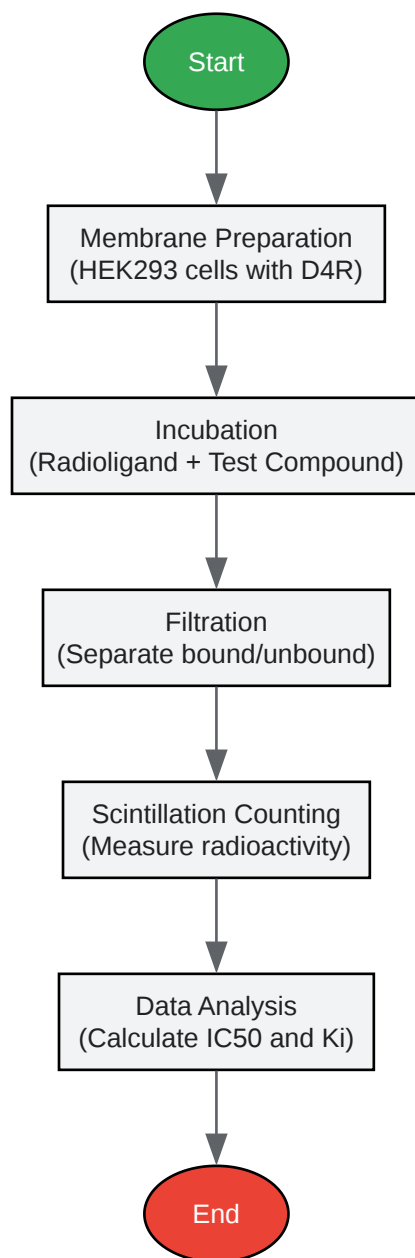 Start
Membrane Preparation
(HEK293 cells with D4R)
Incubation
(Radioligand + Test Compound)
Filtration
(Separate bound/unbound)
Scintillation Counting
(Measure radioactivity)
Data Analysis
(Calculate IC50 and Ki)
End